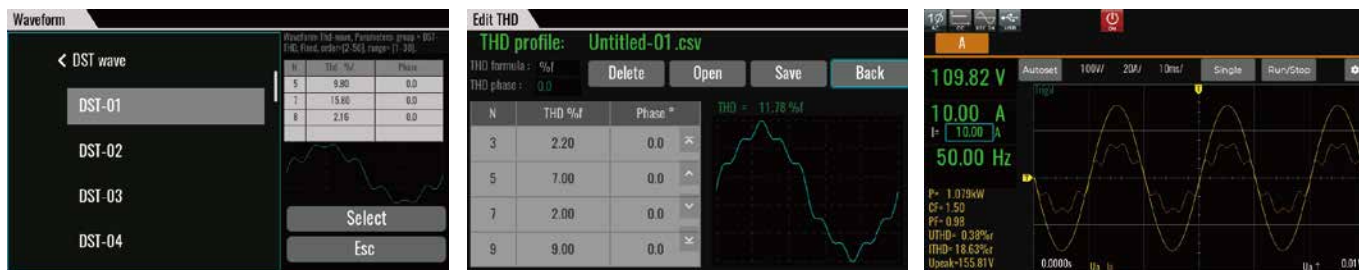 Waveform
< DST wave
DST-01
DST-02
DST-03
DST-04
N THD %f Phase
5 9.80 0.0
7 15.60 0.0
8 2.16 0.0
Select
Esc
Edit THD
THD profile: Untitled-01.csv
THD formula : %f
THD phase : 0.0
Delete Open Save Back
N THD %f Phase °
3 2.20 0.0
5 7.00 0.0
7 2.00 0.0
9 9.00 0.0
THD = 11.78 %f
1Ø
ON
A
109.82 V
10.00 A
I= 10.00 A
50.00 Hz
P= 1.079kW
CF= 1.50
PF= 0.98
UTHD= 0.38%r
ITHD= 18.63%r
Upeak=155.81V
Autoset 100V/ 20A/ 10ms/ Single Run/Stop
Trig'd
T
T
0.0000s